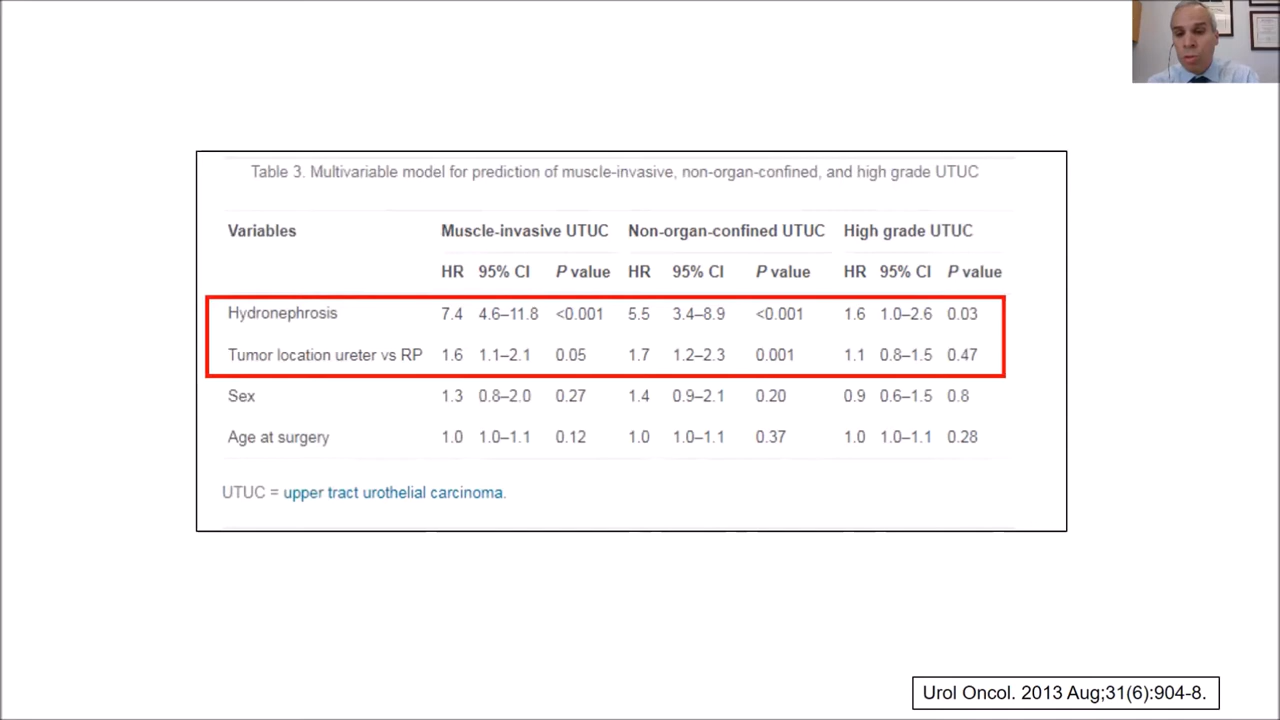 Table 3. Multivariable model for prediction of muscle-invasive, non-organ-confined, and high grade UTUC
Variables Muscle-invasive UTUC Non-organ-confined UTUC High grade UTUC
HR 95% CI P value HR 95% CI P value HR 95% CI P value
Hydronephrosis 7.4 4.6–11.8 <0.001 5.5 3.4–8.9 <0.001 1.6 1.0–2.6 0.03
Tumor location ureter vs RP 1.6 1.1–2.1 0.05 1.7 1.2–2.3 0.001 1.1 0.8–1.5 0.47
Sex 1.3 0.8–2.0 0.27 1.4 0.9–2.1 0.20 0.9 0.6–1.5 0.8
Age at surgery 1.0 1.0–1.1 0.12 1.0 1.0–1.1 0.37 1.0 1.0–1.1 0.28
UTUC = upper tract urothelial carcinoma.
Urol Oncol. 2013 Aug;31(6):904-8.